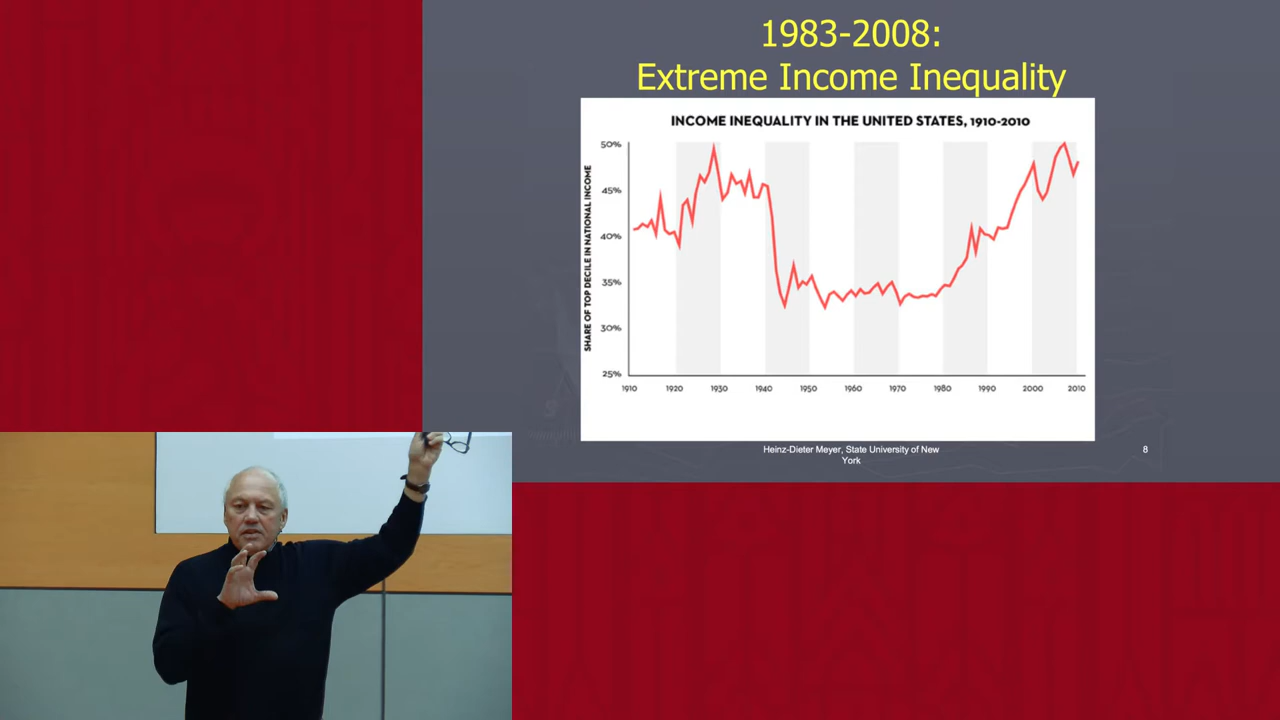 1983-2008:
Extreme Income Inequality
INCOME INEQUALITY IN THE UNITED STATES, 1910-2010
SHARE OF TOP DECILE IN NATIONAL INCOME
50%
45%
40%
35%
30%
25%
1910 1920 1930 1940 1950 1960 1970 1980 1990 2000 2010
Heinz-Dieter Meyer, State University of New
York
8